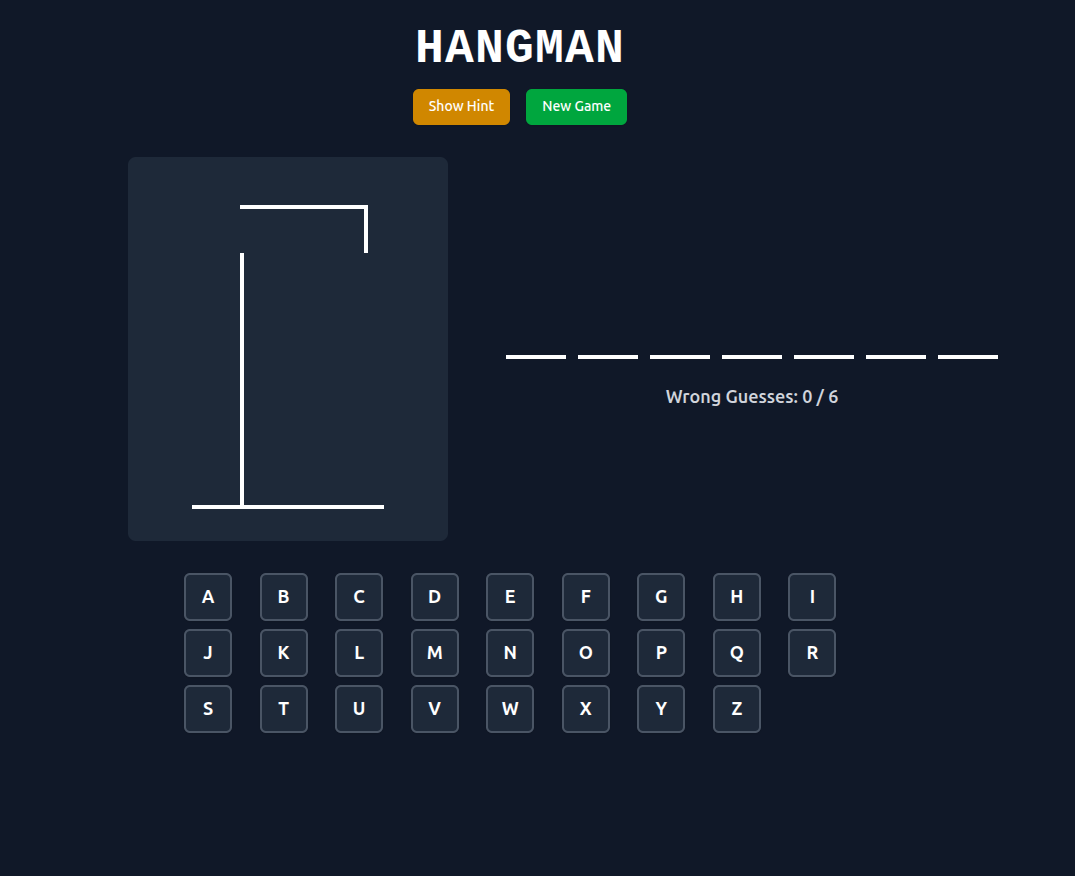 HANGMAN
Show Hint New Game
Wrong Guesses: 0 / 6
A B C D E F G H I
J K L M N O P Q R
S T U V W X Y Z